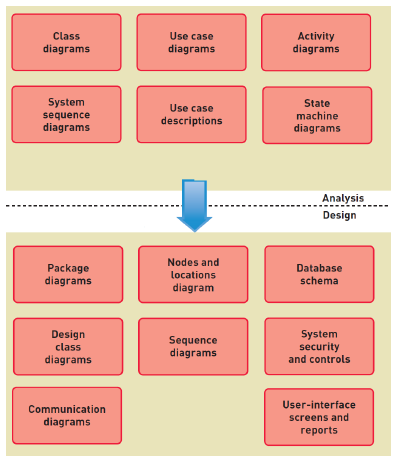 Class
diagrams
Use case
diagrams
Activity
diagrams
System
sequence
diagrams
Use case
descriptions
State
machine
diagrams
Analysis
Design
Package
diagrams
Nodes and
locations
diagram
Database
schema
Design
class
diagrams
Sequence
diagrams
System
security
and controls
Communication
diagrams
User-interface
screens and
reports